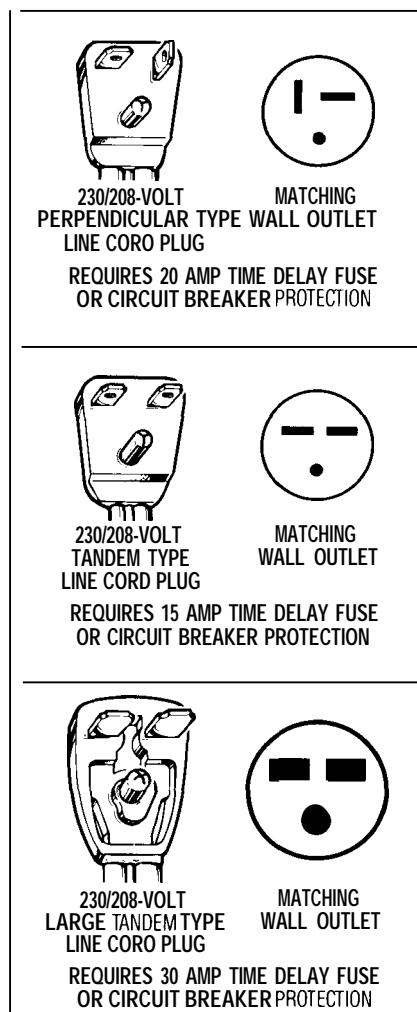 230/208-VOLT
PERPENDICULAR TYPE
LINE CORO PLUG
MATCHING
WALL OUTLET
REQUIRES 20 AMP TIME DELAY FUSE
OR CIRCUIT BREAKER PROTECTION
230/208-VOLT
TANDEM TYPE
LINE CORD PLUG
MATCHING
WALL OUTLET
REQUIRES 15 AMP TIME DELAY FUSE
OR CIRCUIT BREAKER PROTECTION
230/208-VOLT
LARGE TANDEM TYPE
LINE CORO PLUG
MATCHING
WALL OUTLET
REQUIRES 30 AMP TIME DELAY FUSE
OR CIRCUIT BREAKER PROTECTION